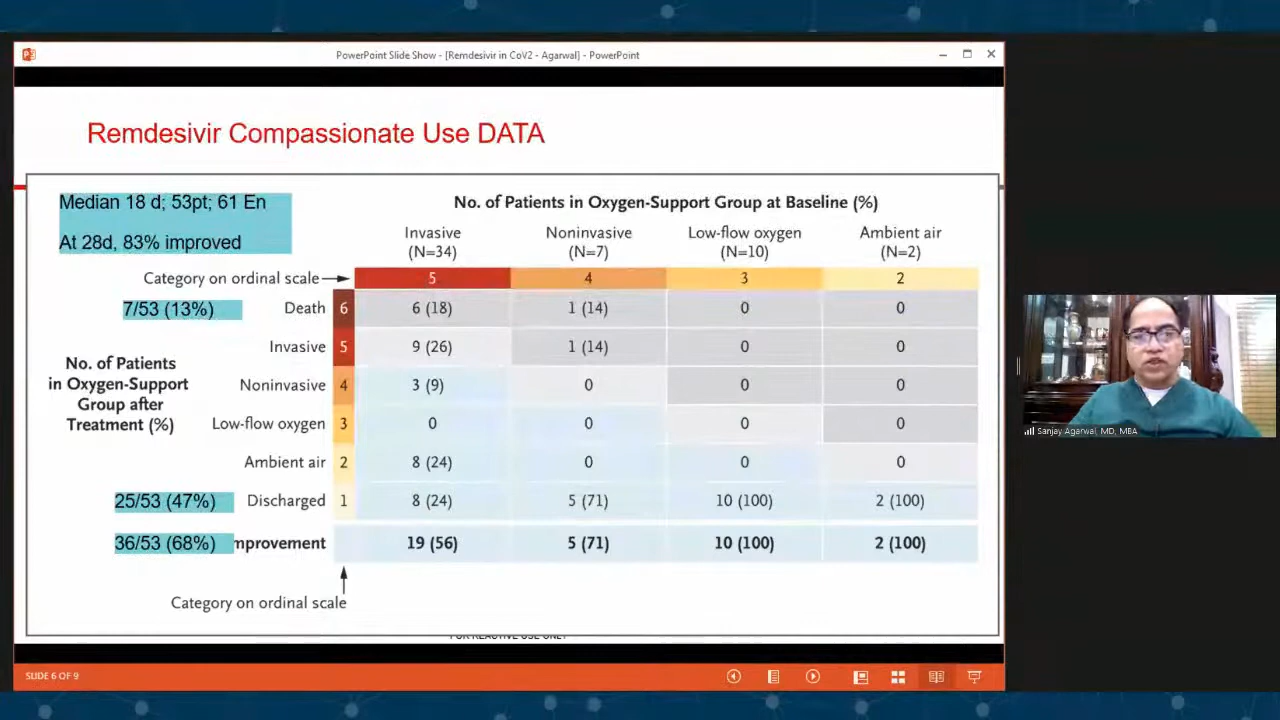 PowerPoint Slide Show - [Remdesivir in CoV2 - Agarwal] - PowerPoint
Remdesivir Compassionate Use DATA
Median 18 d; 53pt; 61 En
At 28d, 83% improved
No. of Patients in Oxygen-Support Group at Baseline (%)
Invasive Noninvasive Low-flow oxygen Ambient air
(N=34) (N=7) (N=10) (N=2)
Category on ordinal scale 5 4 3 2
7/53 (13%) Death 6 6 (18) 1 (14) 0 0
Invasive 5 9 (26) 1 (14) 0 0
No. of Patients
in Oxygen-Support
Group after
Treatment (%)
Noninvasive 4 3 (9) 0 0 0
Low-flow oxygen 3 0 0 0 0
Ambient air 2 8 (24) 0 0 0
25/53 (47%) Discharged 1 8 (24) 5 (71) 10 (100) 2 (100)
36/53 (68%) mprovement 19 (56) 5 (71) 10 (100) 2 (100)
Category on ordinal scale
FOR REACTIVE USE ONLY
SLIDE 6 OF 9
Sanjay Agarwal, MD, MBA